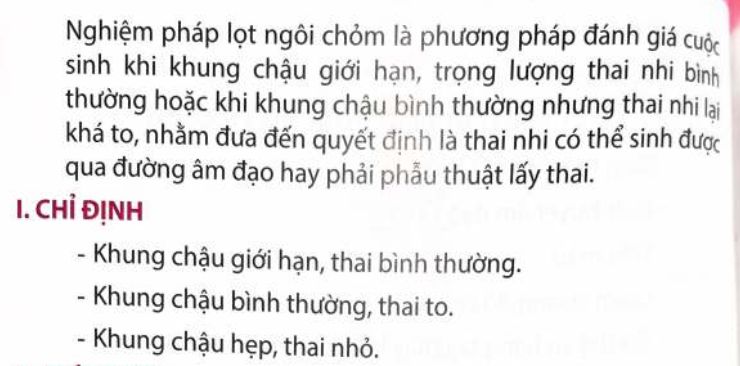 Nghiệm pháp lọt ngôi chỏm là phương pháp đánh giá cuộc
sinh khi khung chậu giới hạn, trọng lượng thai nhi bình
thường hoặc khi khung chậu bình thường nhưng thai nhi lại
khá to, nhằm đưa đến quyết định là thai nhi có thể sinh được
qua đường âm đạo hay phải phẫu thuật lấy thai.
I. CHỈ ĐỊNH
- Khung chậu giới hạn, thai bình thường.
- Khung chậu bình thường, thai to.
- Khung chậu hẹp, thai nhỏ.